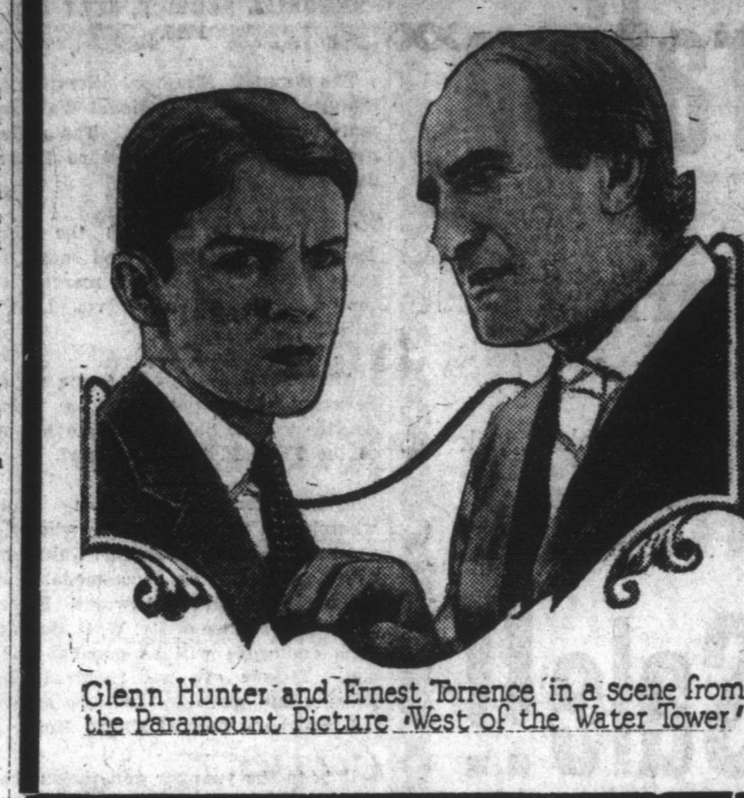 Glenn Hunter and Ernest Torrence in a scene from
the Paramount Picture "West of the Water Tower"